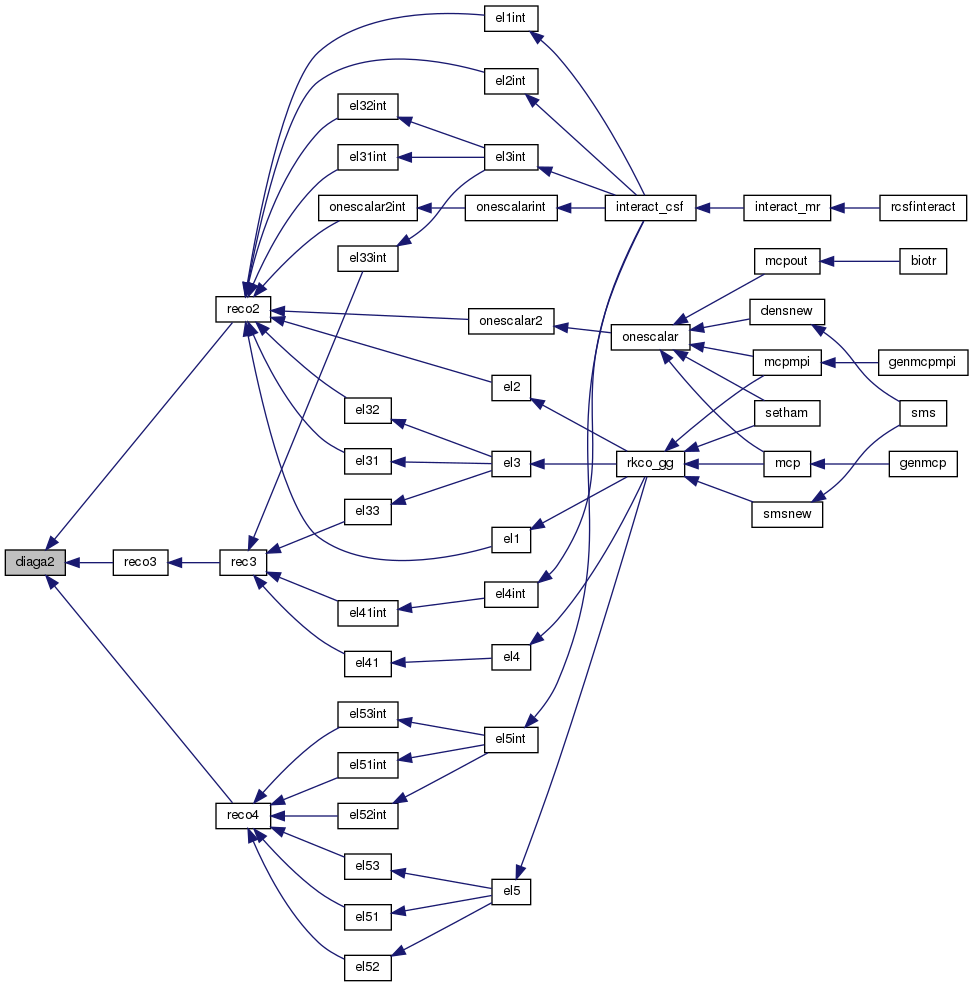 el1int
el2int
el32int
el31int
el3int
onescalar2int
onescalarint
interact_csf
interact_mr
rcsfinteract
el33int
mcpout
biotr
reco2
onescalar2
densnew
onescalar
mcpmpi
genmcpmpi
el2
el32
setham
sms
el31
el3
rkco_gg
mcp
genmcp
el33
smsnew
el1
diaga2
reco3
rec3
el41int
el4int
el41
el4
el53int
el5int
el51int
reco4
el52int
el53
el5
el51
el52